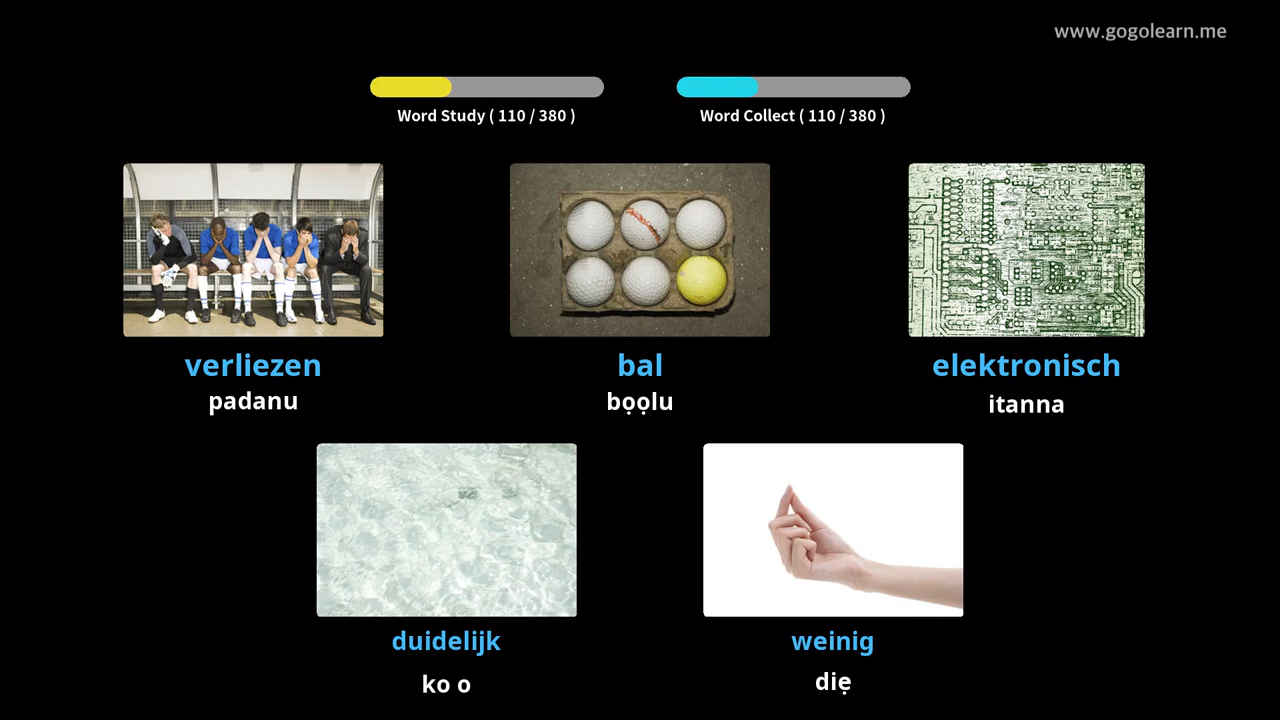 www.gogolearn.me
Word Study ( 110 / 380 )
Word Collect ( 110 / 380 )
verliezen
padanu
bal
bọọlu
elektronisch
itanna
duidelijk
ko o
weinig
diẹ